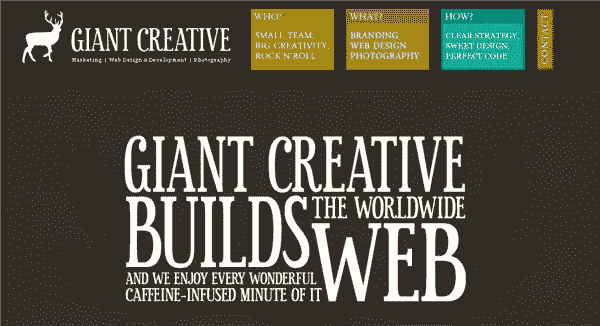 GIANT CREATIVE
Marketing | Web Design & Development | Photography
WHO?
SMALL TEAM,
BIG CREATIVITY,
ROCK'N'ROLL
WHAT?
BRANDING
WEB DESIGN
PHOTOGRAPHY
HOW?
CLEAR STRATEGY,
SWEET DESIGN,
PERFECT CODE
CONTACT
GIANT CREATIVE
BUILDS THE WORLDWIDE
WEB
AND WE ENJOY EVERY WONDERFUL
CAFFEINE-INFUSED MINUTE OF IT